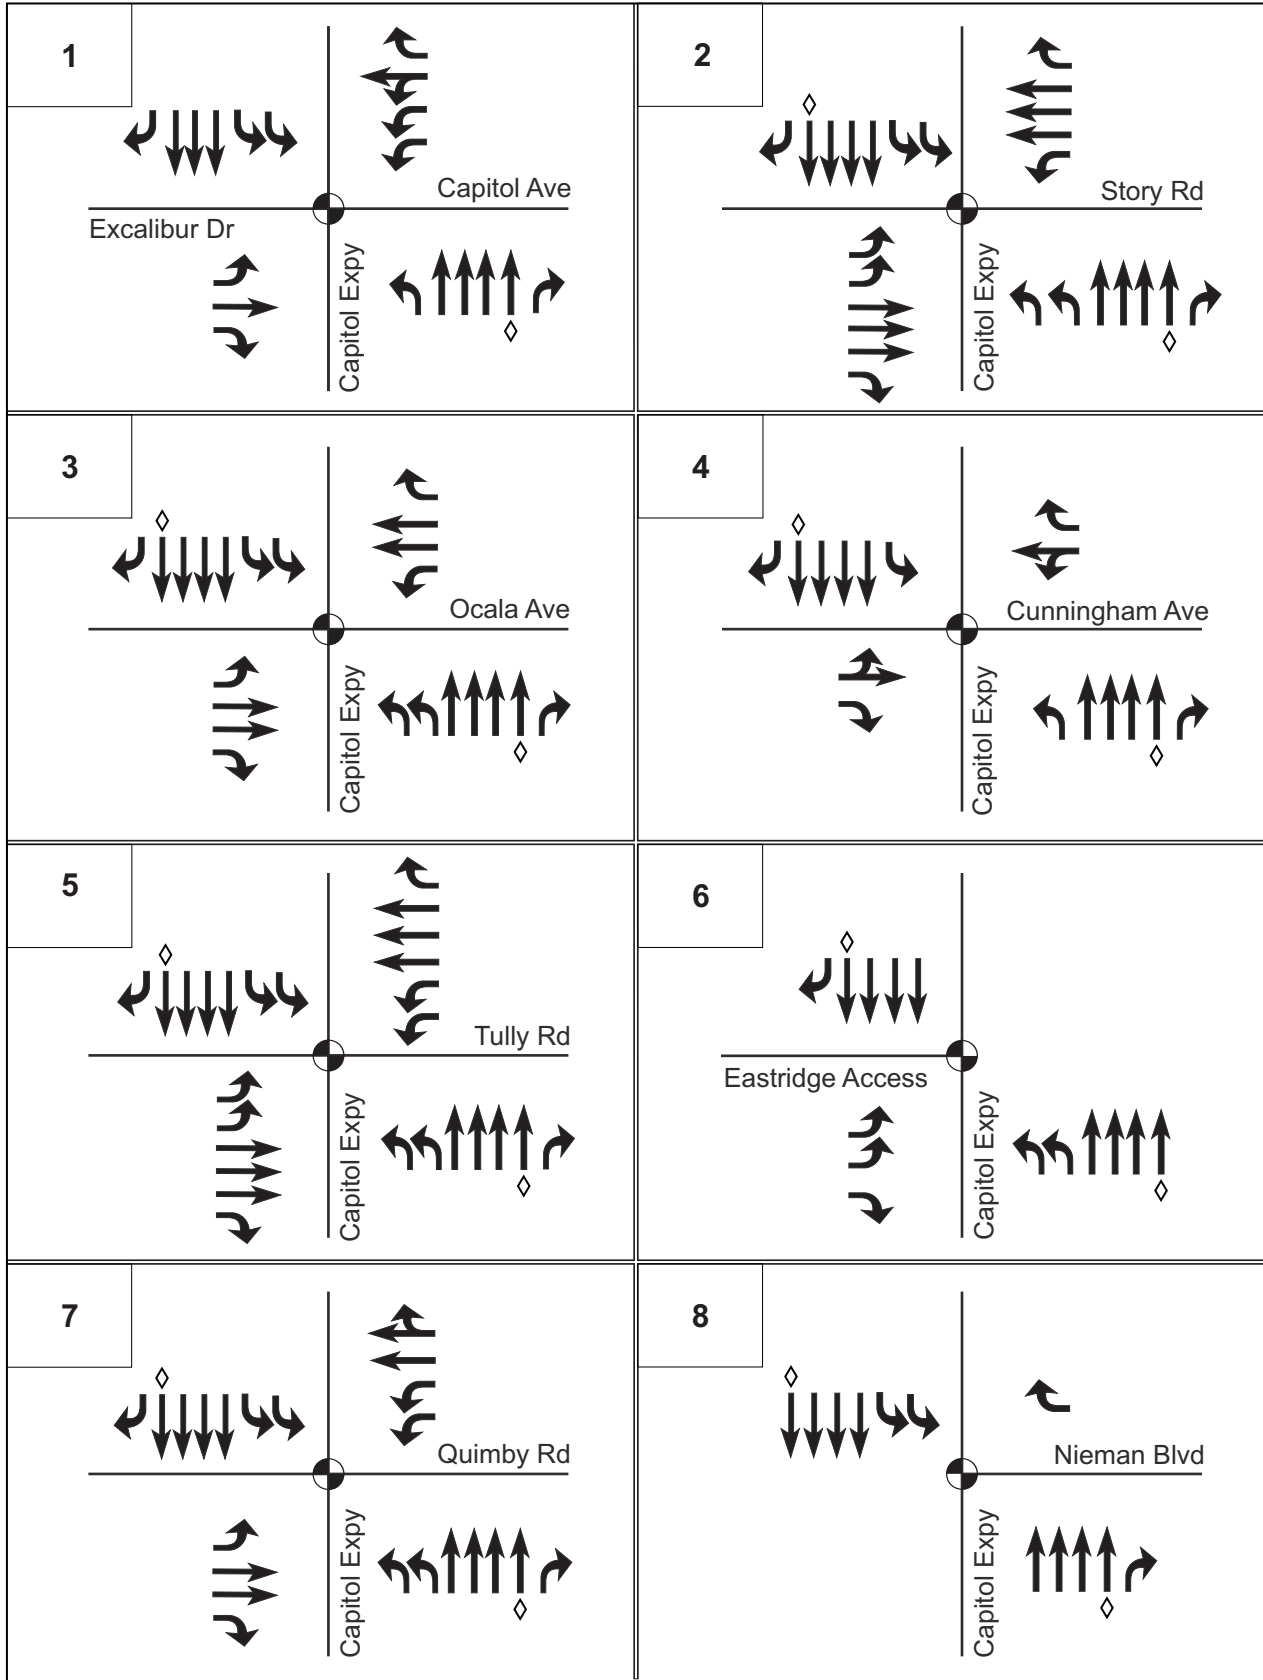 1
Capitol Ave
Excalibur Dr
Capitol Expy
2
Story Rd
Capitol Expy
3
Ocala Ave
Capitol Expy
4
Cunningham Ave
Capitol Expy
5
Tully Rd
Capitol Expy
6
Eastridge Access
Capitol Expy
7
Quimby Rd
Capitol Expy
8
Nieman Blvd
Capitol Expy